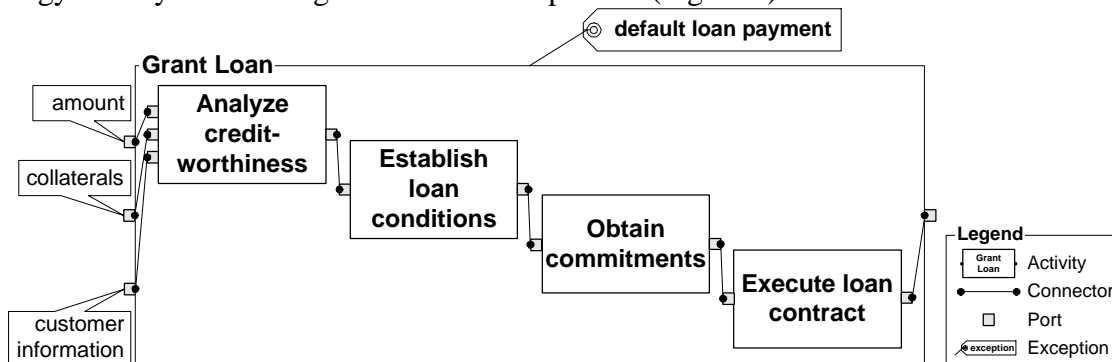 default loan payment
Grant Loan
amount
collaterals
customer
information
Analyze
credit-
worthiness
Establish
loan
conditions
Obtain
commitments
Execute loan
contract
Legend
Grant
Loan
Activity
Connector
Port
exception
Exception